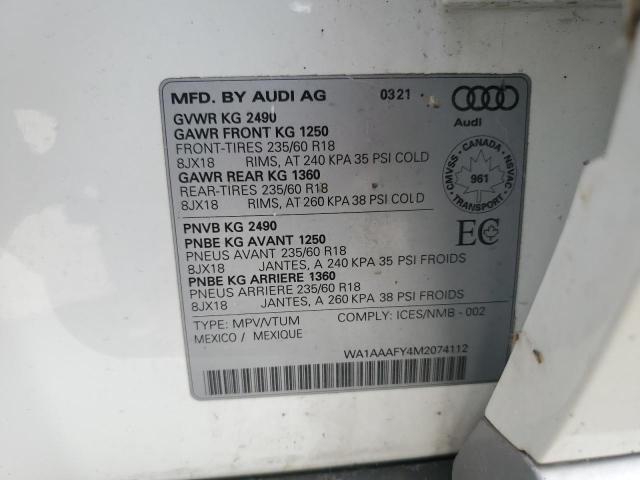 MFD. BY AUDI AG 0321
Audi
GVWR KG 2490
GAWR FRONT KG 1250
FRONT-TIRES 235/60 R18
8JX18 RIMS, AT 240 KPA 35 PSI COLD
GAWR REAR KG 1360
REAR-TIRES 235/60 R18
8JX18 RIMS, AT 260 KPA 38 PSI COLD
CMVSS - CANADA - NSVAC
961
TRANSPORT
PNVB KG 2490
PNBE KG AVANT 1250
PNEUS AVANT 235/60 R18
8JX18 JANTES, A 240 KPA 35 PSI FROIDS
PNBE KG ARRIERE 1360
PNEUS ARRIERE 235/60 R18
8JX18 JANTES, A 260 KPA 38 PSI FROIDS
EC
TYPE: MPV/VTUM COMPLY: ICES/NMB - 002
MEXICO / MEXIQUE
WA1AAAFY4M2074112